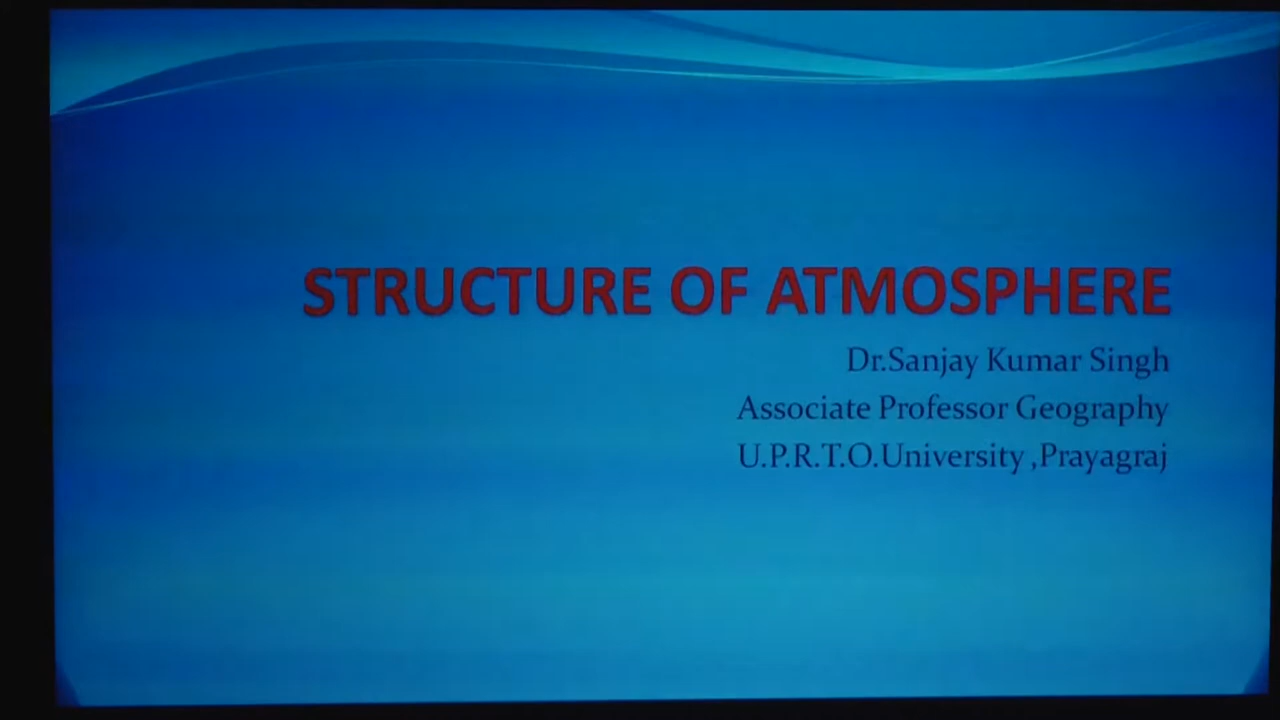 STRUCTURE OF ATMOSPHERE
Dr.Sanjay Kumar Singh
Associate Professor Geography
U.P.R.T.O.University ,Prayagraj